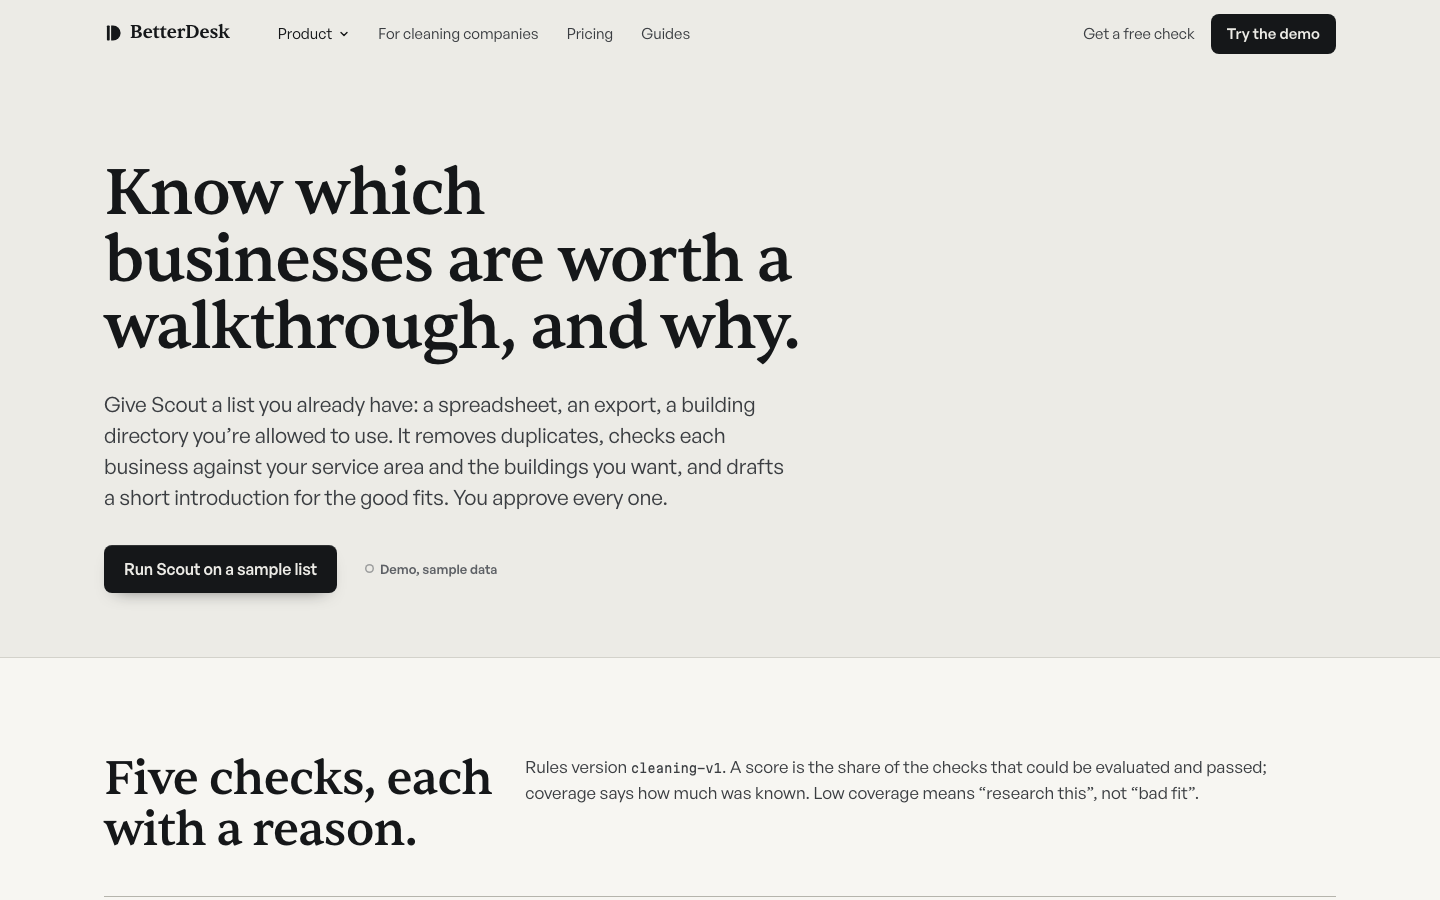 BetterDesk
Product
For cleaning companies
Pricing
Guides
Get a free check
Try the demo
Know which
businesses are worth a
walkthrough, and why.
Give Scout a list you already have: a spreadsheet, an export, a building
directory you’re allowed to use. It removes duplicates, checks each
business against your service area and the buildings you want, and drafts
a short introduction for the good fits. You approve every one.
Run Scout on a sample list
Demo, sample data
Five checks, each
with a reason.
Rules version cleaning-v1. A score is the share of the checks that could be evaluated and passed;
coverage says how much was known. Low coverage means “research this”, not “bad fit”.